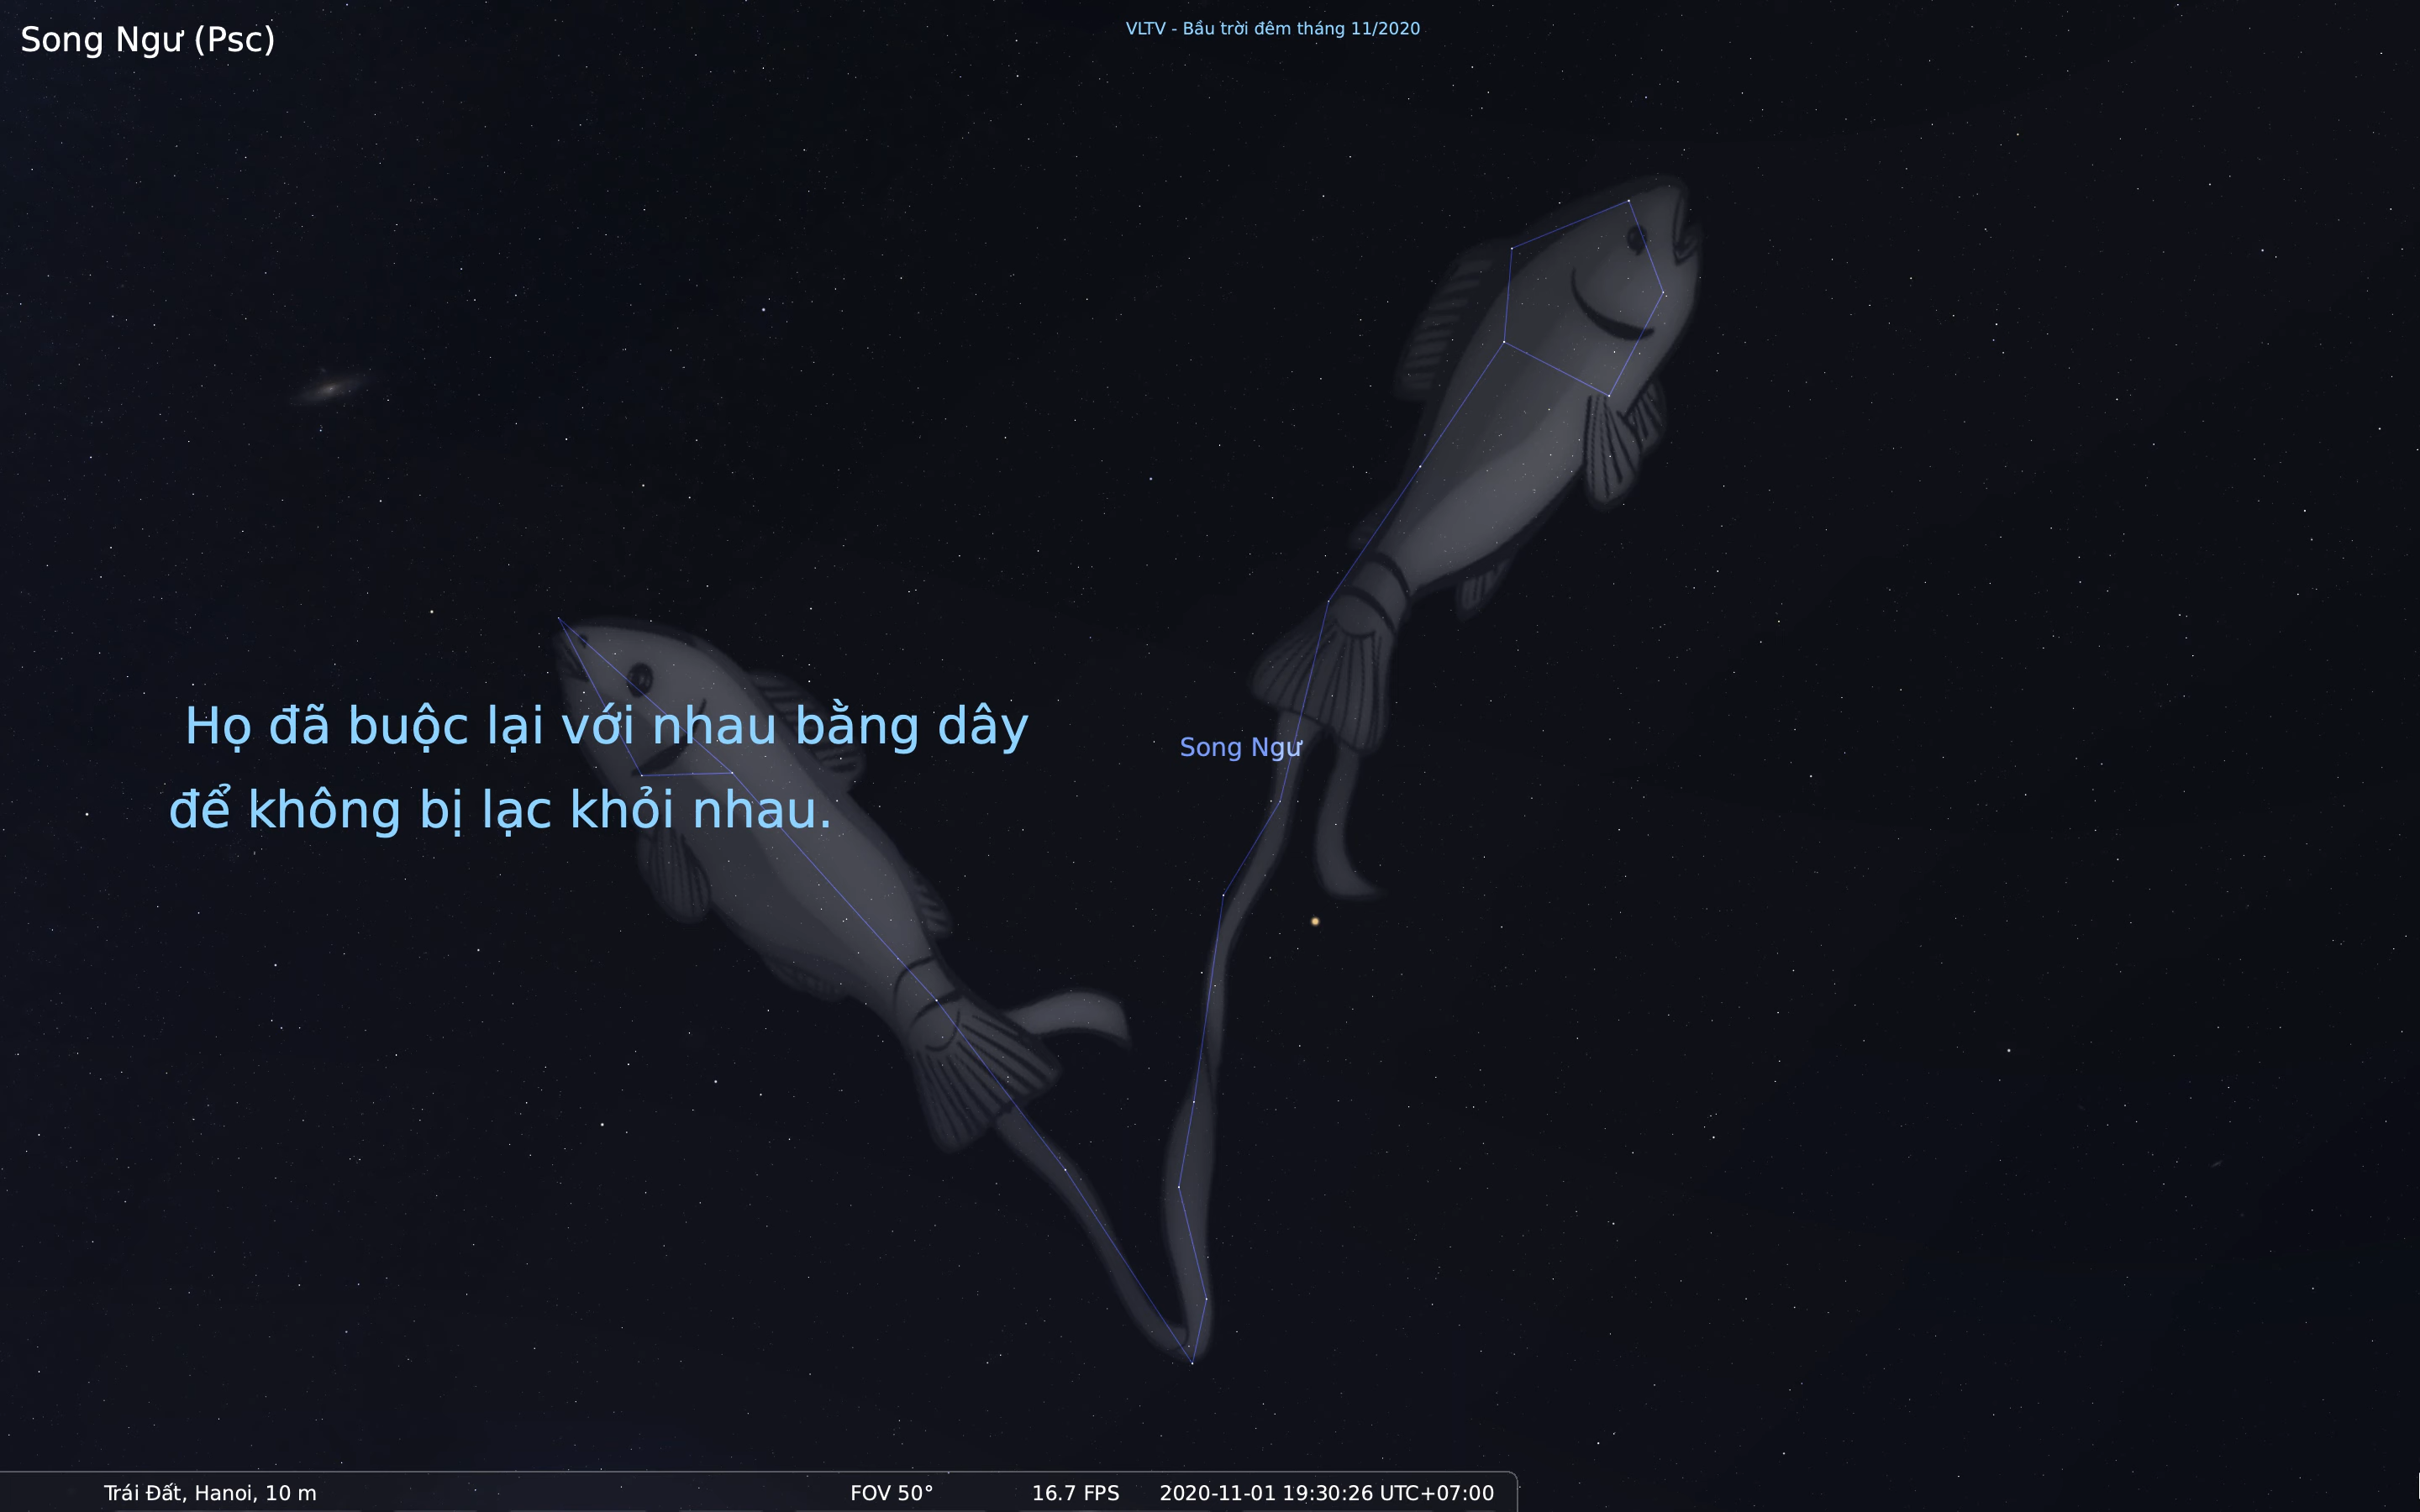 Song Ngư (Psc)
VLTV - Bầu trời đêm tháng 11/2020
Họ đã buộc lại với nhau bằng dây
Song Ngư
để không bị lạc khỏi nhau.
Trái Đất, Hanoi, 10 m FOV 50° 16.7 FPS 2020-11-01 19:30:26 UTC+07:00